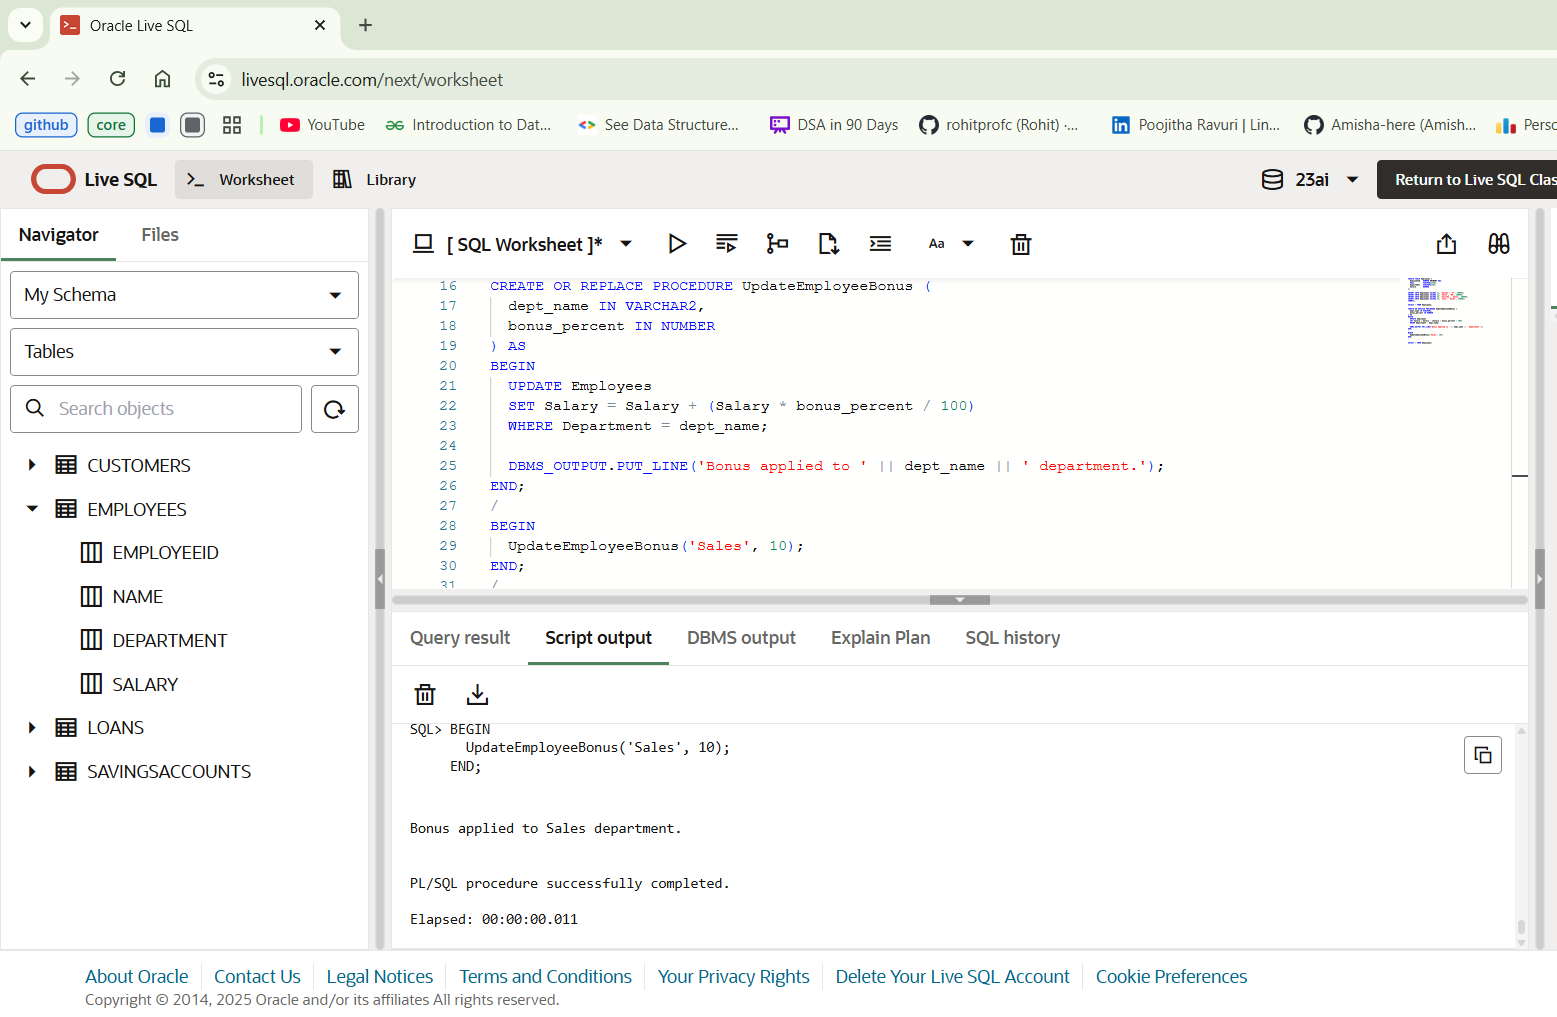 Oracle Live SQL
livesql.oracle.com/next/worksheet
github core YouTube Introduction to Dat... See Data Structure... DSA in 90 Days rohitprofc (Rohit) ·... Poojitha Ravuri | Lin... Amisha-here (Amish... Persc
Live SQL Worksheet Library 23ai Return to Live SQL Clas
Navigator Files
My Schema
Tables
Search objects
CUSTOMERS
EMPLOYEES
EMPLOYEEID
NAME
DEPARTMENT
SALARY
LOANS
SAVINGSACCOUNTS
[ SQL Worksheet ]* Aa
16 CREATE OR REPLACE PROCEDURE UpdateEmployeeBonus (
17 dept_name IN VARCHAR2,
18 bonus_percent IN NUMBER
19 ) AS
20 BEGIN
21 UPDATE Employees
22 SET Salary = Salary + (Salary * bonus_percent / 100)
23 WHERE Department = dept_name;
24
25 DBMS_OUTPUT.PUT_LINE('Bonus applied to ' || dept_name || ' department.');
26 END;
27 /
28 BEGIN
29 UpdateEmployeeBonus('Sales', 10);
30 END;
31 /
Query result Script output DBMS output Explain Plan SQL history
SQL> BEGIN
UpdateEmployeeBonus('Sales', 10);
END;
Bonus applied to Sales department.
PL/SQL procedure successfully completed.
Elapsed: 00:00:00.011
About Oracle Contact Us Legal Notices Terms and Conditions Your Privacy Rights Delete Your Live SQL Account Cookie Preferences
Copyright © 2014, 2025 Oracle and/or its affiliates All rights reserved.